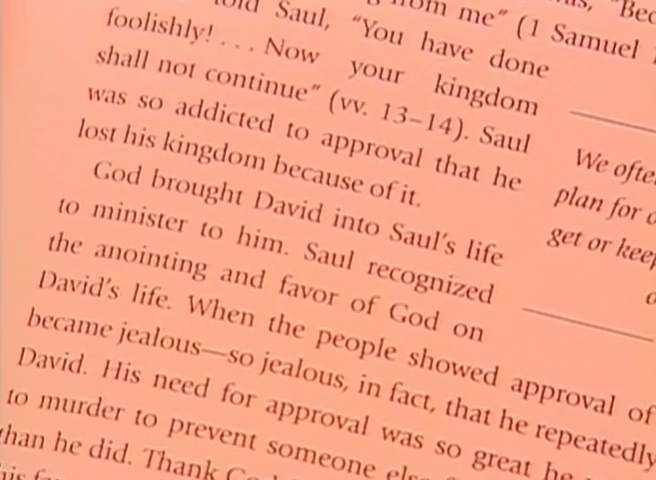 told Saul, "You have done
from me" (1 Samuel
foolishly! . . . Now your kingdom
shall not continue" (vv. 13–14). Saul
was so addicted to approval that he
lost his kingdom because of it.
God brought David into Saul's life
to minister to him. Saul recognized
the anointing and favor of God on
David's life. When the people showed approval of
became jealous—so jealous, in fact, that he repeatedly
David. His need for approval was so great he
to murder to prevent someone
than he did. Thank
We
plan for
get or